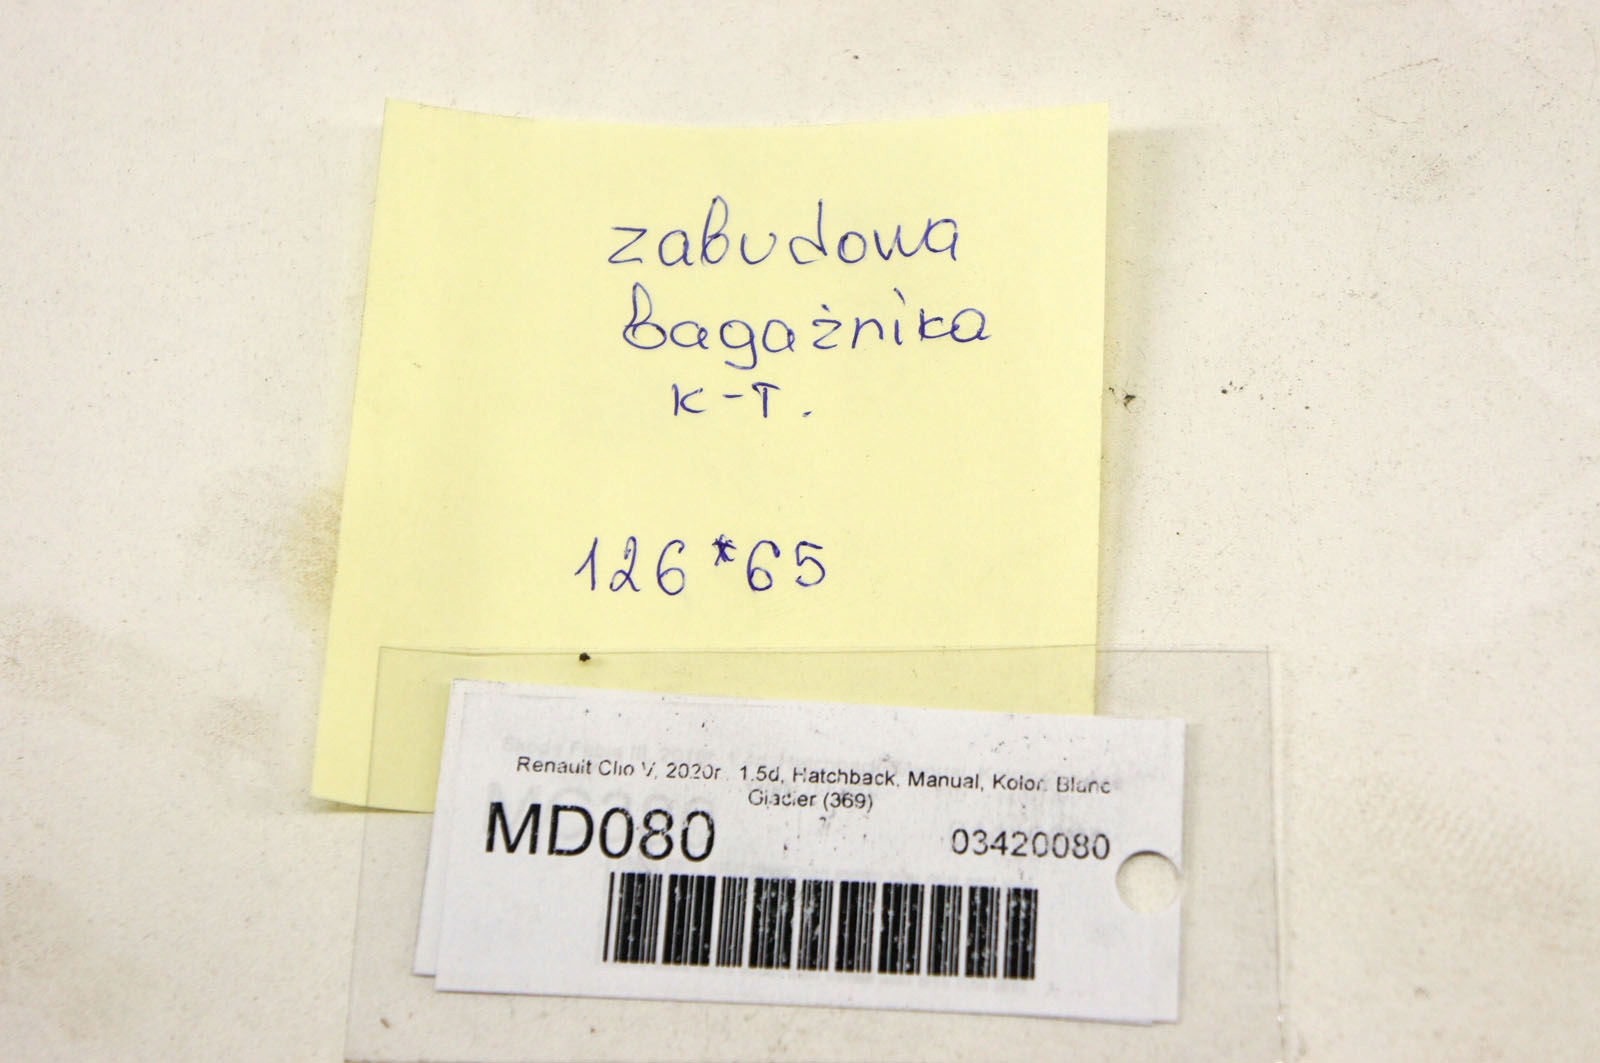 zabudowa
bagażnika
K-T.
126*65
Renault Clio V, 2020r., 1.5d, Hatchback, Manual, Kolor: Blanc
Glacier (369)
MD080
03420080